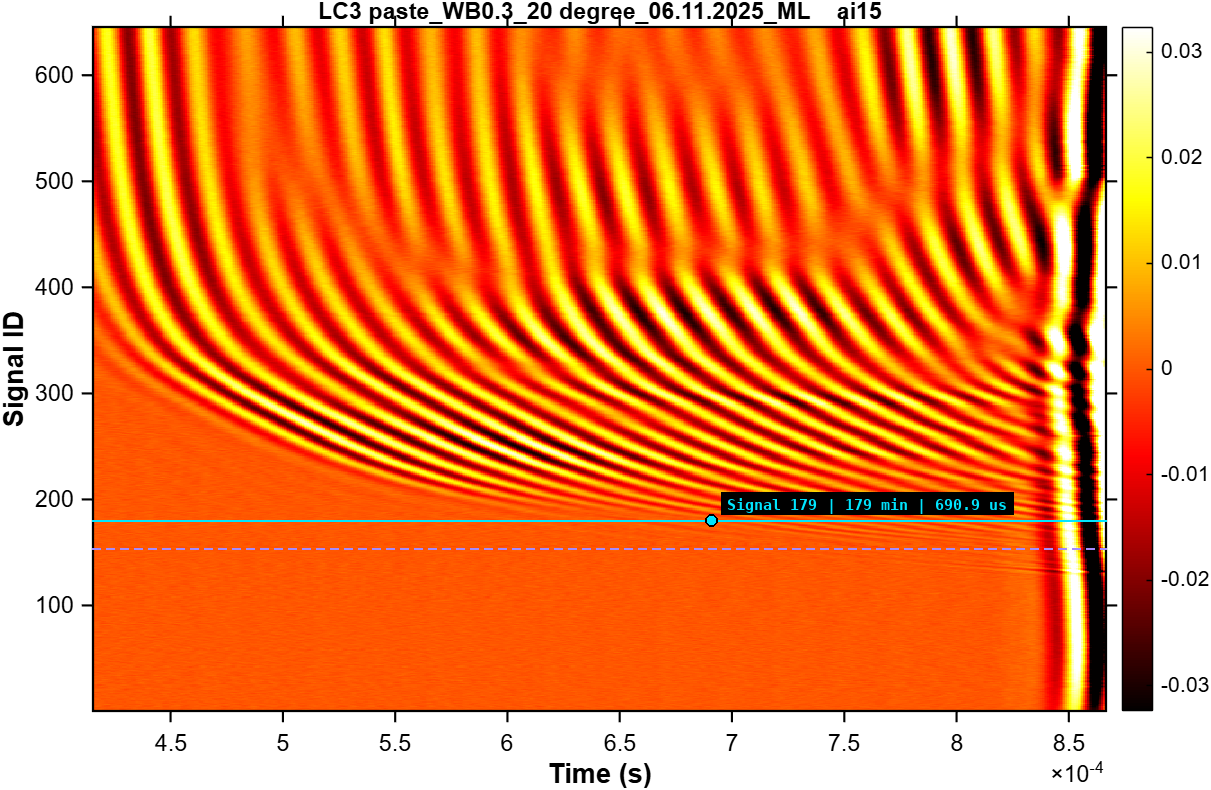 LC3 paste_WB0.3_20 degree_06.11.2025_ML    ai15
0.03
600
0.02
500
0.01
400
Signal ID
0
300
-0.01
200
Signal 179 | 179 min | 690.9 us
-0.02
100
-0.03
4.5 5 5.5 6 6.5 7 7.5 8 8.5
Time (s)
×10⁻⁴